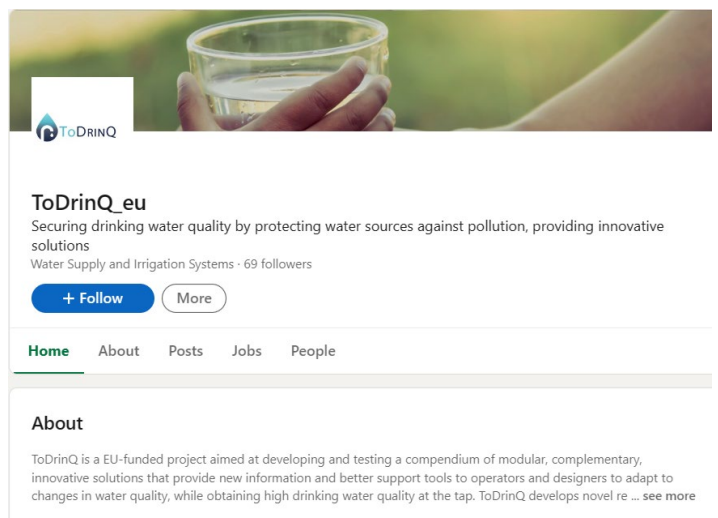 ToDrinQ
ToDrinQ_eu
Securing drinking water quality by protecting water sources against pollution, providing innovative
solutions
Water Supply and Irrigation Systems · 69 followers
+ Follow More
Home About Posts Jobs People
About
ToDrinQ is a EU-funded project aimed at developing and testing a compendium of modular, complementary,
innovative solutions that provide new information and better support tools to operators and designers to adapt to
changes in water quality, while obtaining high drinking water quality at the tap. ToDrinQ develops novel re ... see more